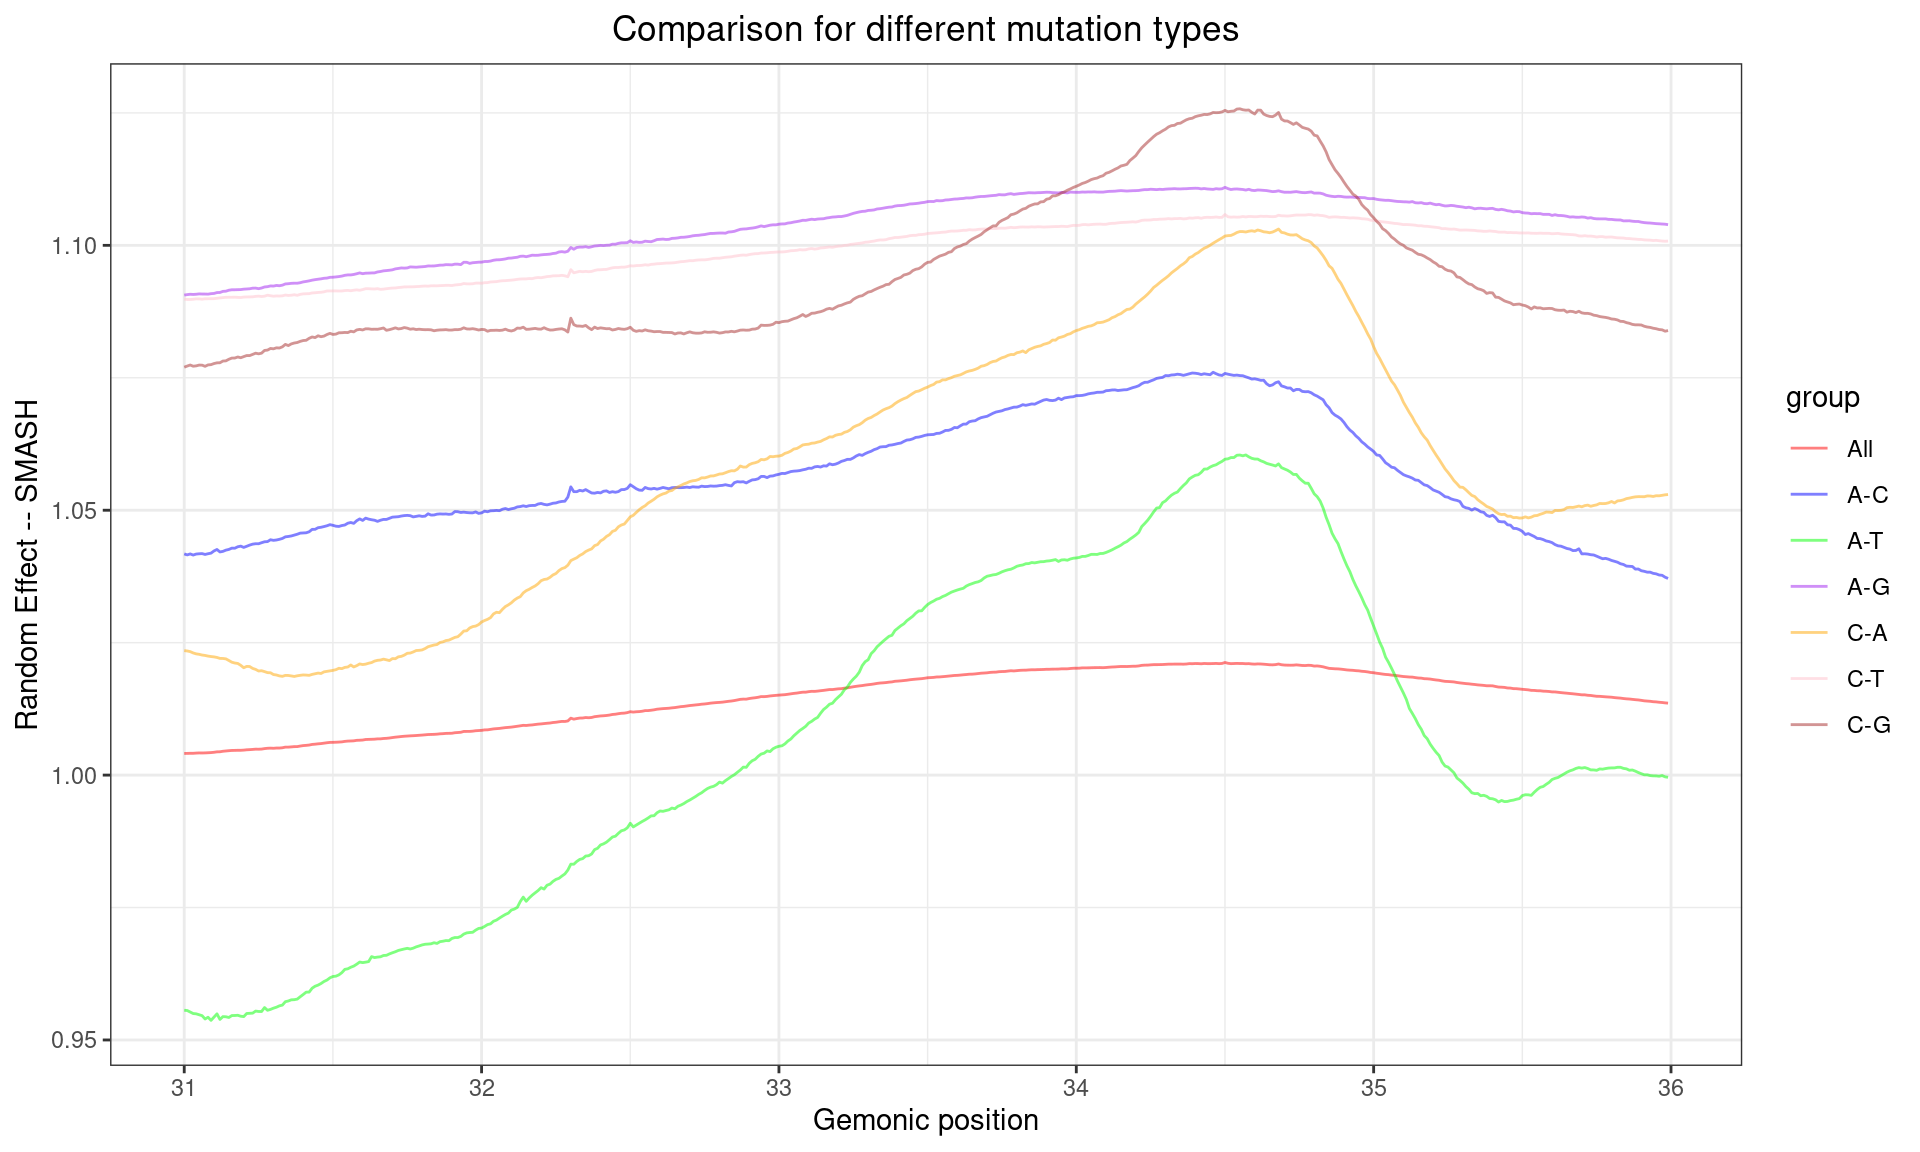 Comparison for different mutation types
Random Effect -- SMASH
1.10
1.05
1.00
0.95
31
32
33
34
35
36
Gemonic position
group
All
A-C
A-T
A-G
C-A
C-T
C-G